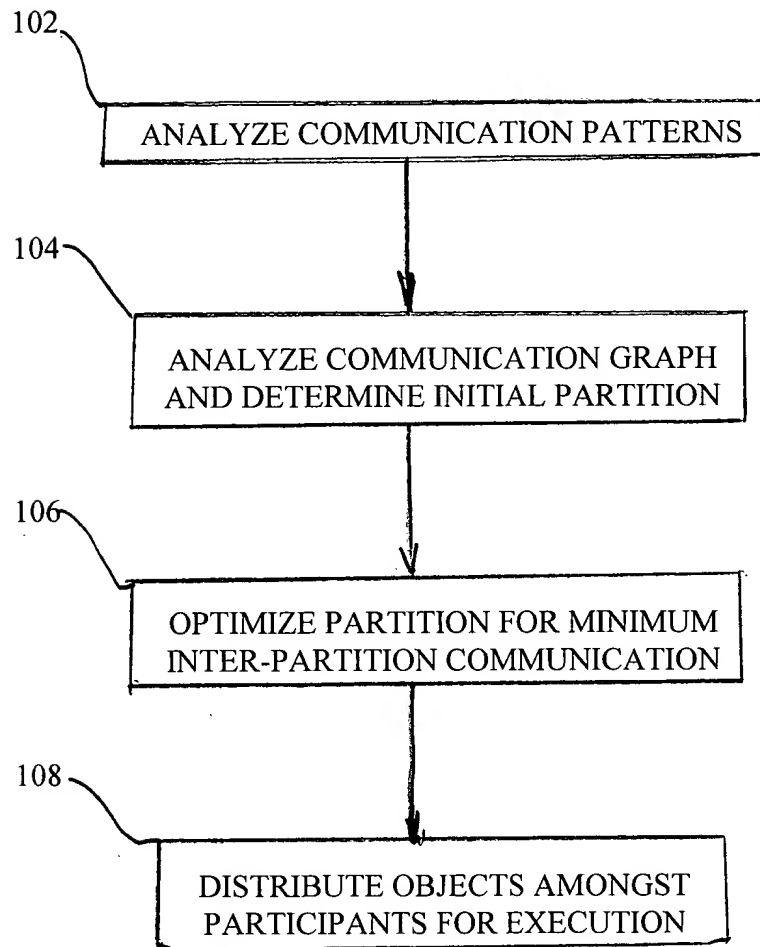 102
ANALYZE COMMUNICATION PATTERNS
104
ANALYZE COMMUNICATION GRAPH
AND DETERMINE INITIAL PARTITION
106
OPTIMIZE PARTITION FOR MINIMUM
INTER-PARTITION COMMUNICATION
108
DISTRIBUTE OBJECTS AMONGST
PARTICIPANTS FOR EXECUTION